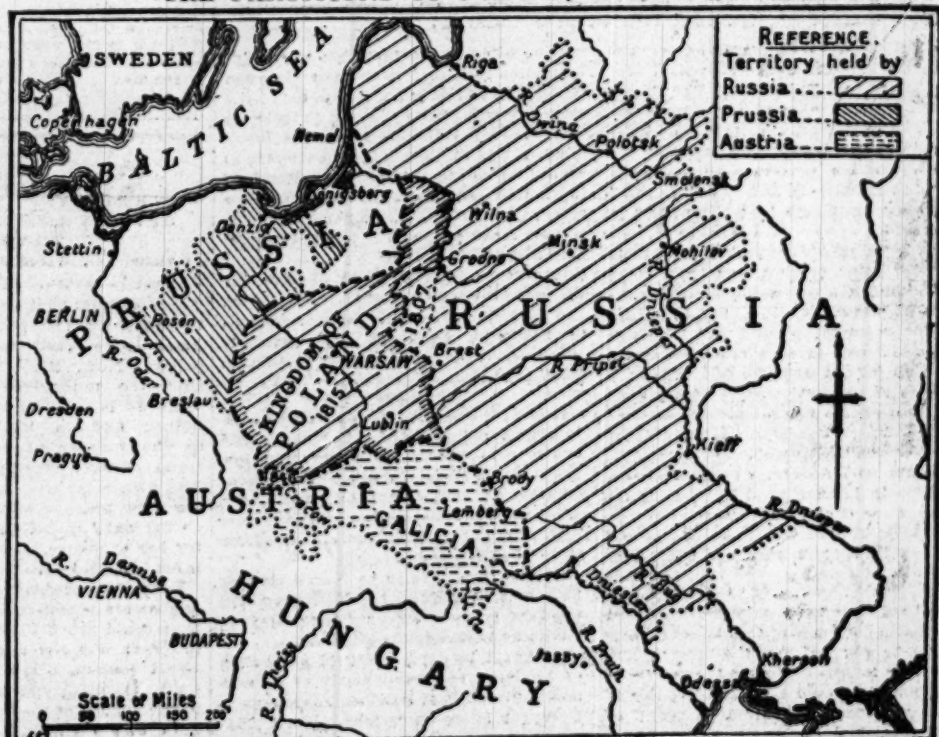 REFERENCE.
Territory held by
Russia
Prussia
Austria
SWEDEN
Copenhagen
BALTIC SEA
Riga
R. Dwina
Polotsk
Memel
Smolensk
Königsberg
Danzig
Wilna
Minsk
Mohilev
Stettin
Grodno
PRUSSIA
RUSSIA
1807
R. Dnieper
BERLIN
Posen
KINGDOM OF
POLAND
1815
WARSAW
Brest
R. Pripet
R. Oder
Breslau
Dresden
Lublin
Prague
Kieff
AUSTRIA
Brody
Lemberg
GALICIA
R. Dnieper
R. Danube
VIENNA
HUNGARY
R. Dniester
BUDAPEST
R. Theiss
Jassy
R. Pruth
Kherson
Odessa
Scale of Miles
0 50 100 150 200